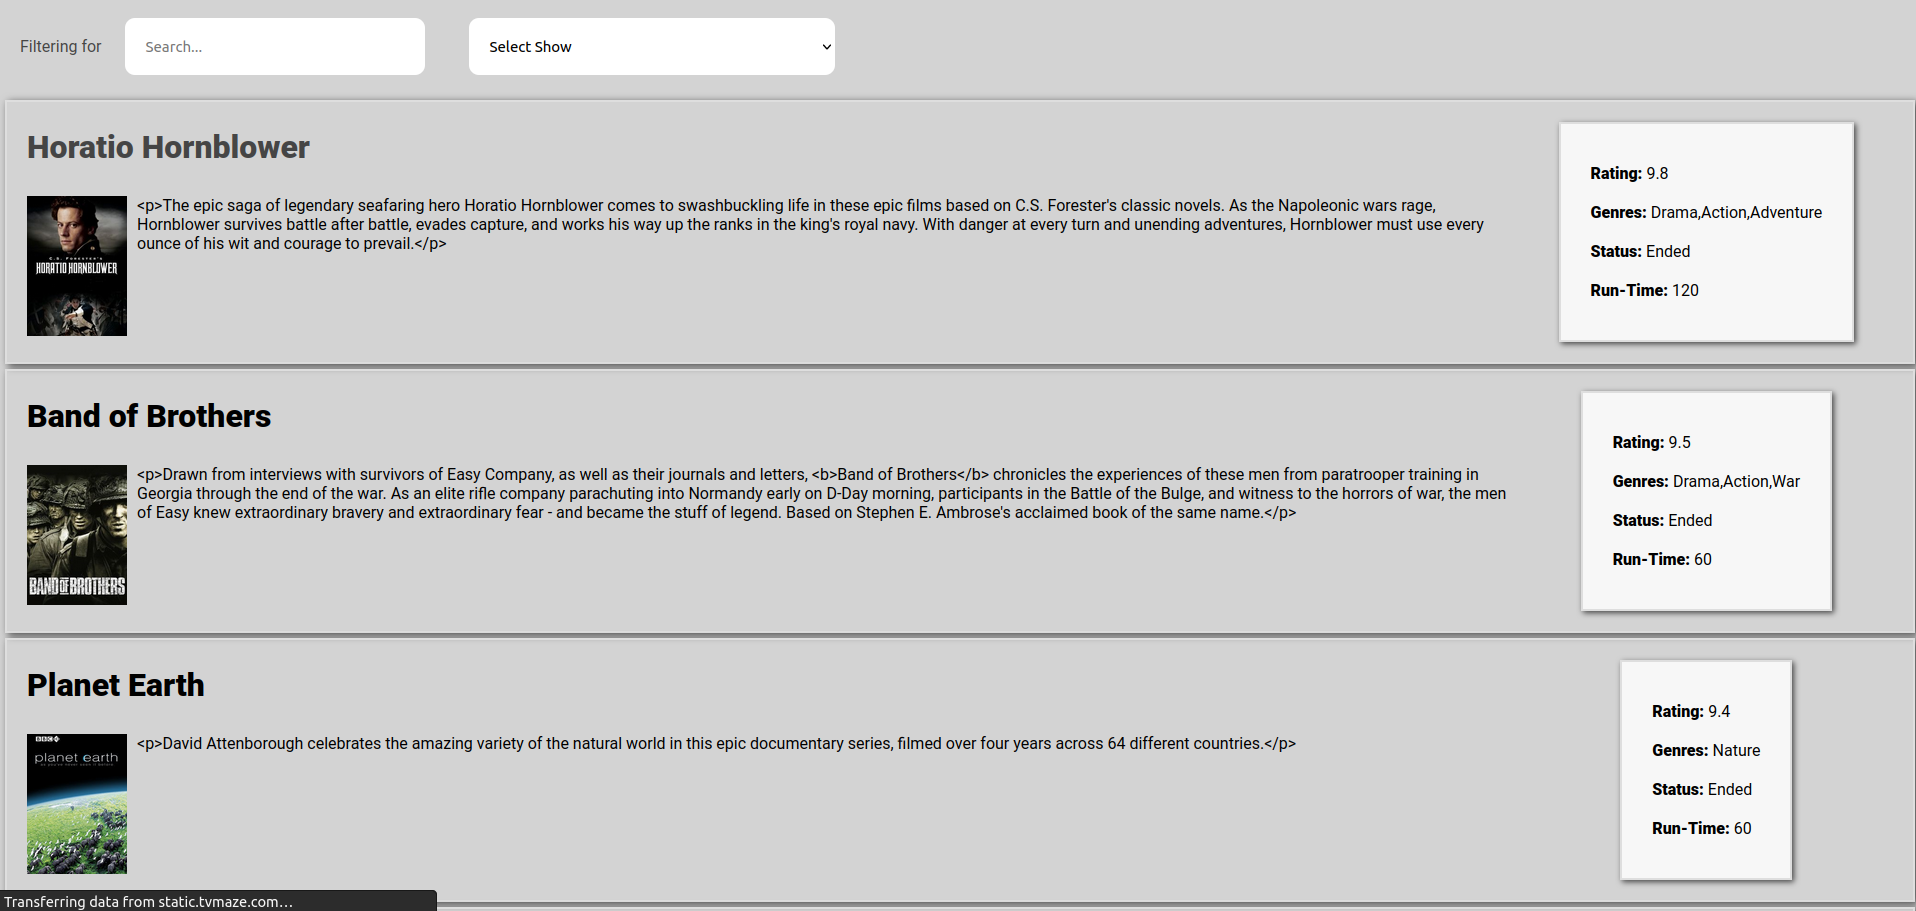 Filtering for
Search...
Select Show
Horatio Hornblower
C.S. FORESTER'S
HORATIO HORNBLOWER
<p>The epic saga of legendary seafaring hero Horatio Hornblower comes to swashbuckling life in these epic films based on C.S. Forester's classic novels. As the Napoleonic wars rage,
Hornblower survives battle after battle, evades capture, and works his way up the ranks in the king's royal navy. With danger at every turn and unending adventures, Hornblower must use every
ounce of his wit and courage to prevail.</p>
Rating: 9.8
Genres: Drama,Action,Adventure
Status: Ended
Run-Time: 120
Band of Brothers
BAND OF BROTHERS
<p>Drawn from interviews with survivors of Easy Company, as well as their journals and letters, <b>Band of Brothers</b> chronicles the experiences of these men from paratrooper training in
Georgia through the end of the war. As an elite rifle company parachuting into Normandy early on D-Day morning, participants in the Battle of the Bulge, and witness to the horrors of war, the men
of Easy knew extraordinary bravery and extraordinary fear - and became the stuff of legend. Based on Stephen E. Ambrose's acclaimed book of the same name.</p>
Rating: 9.5
Genres: Drama,Action,War
Status: Ended
Run-Time: 60
Planet Earth
BBC
planet earth
<p>David Attenborough celebrates the amazing variety of the natural world in this epic documentary series, filmed over four years across 64 different countries.</p>
Rating: 9.4
Genres: Nature
Status: Ended
Run-Time: 60
Transferring data from static.tvmaze.com…